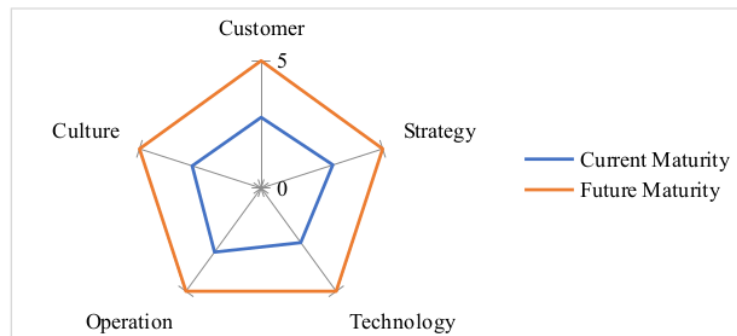 Customer
5
Culture
Strategy
Current Maturity
0
Future Maturity
Operation
Technology